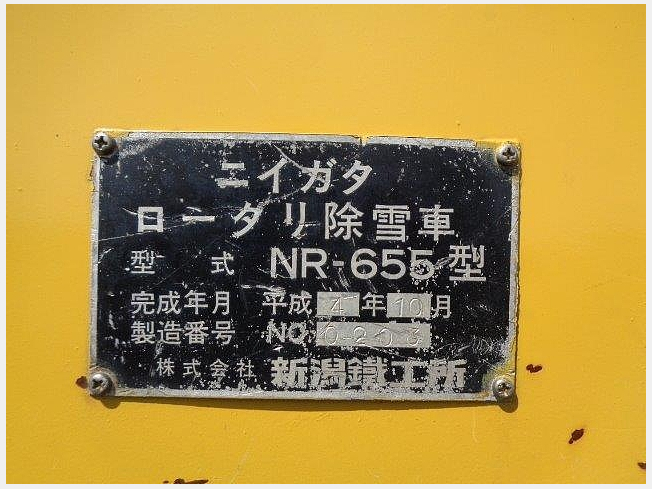 ニイガタ
ロータリ除雪車
型式 NR-655型
完成年月 平成4年10月
製造番号 NO.0203
株式会社 新潟鐵工所